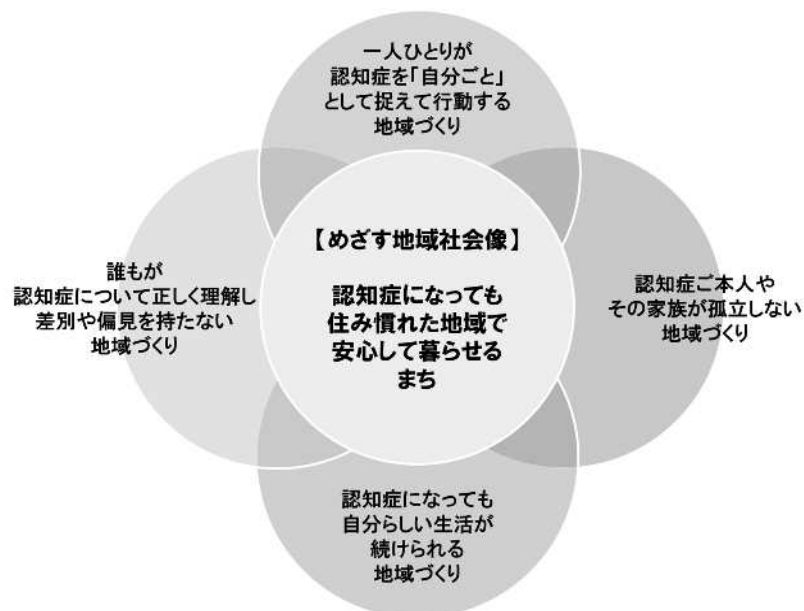 一人ひとりが
認知症を「自分ごと」
として捉えて行動する
地域づくり
【めざす地域社会像】
認知症になっても
住み慣れた地域で
安心して暮らせる
まち
誰もが
認知症について正しく理解し
差別や偏見を持たない
地域づくり
認知症ご本人や
その家族が孤立しない
地域づくり
認知症になっても
自分らしい生活が
続けられる
地域づくり